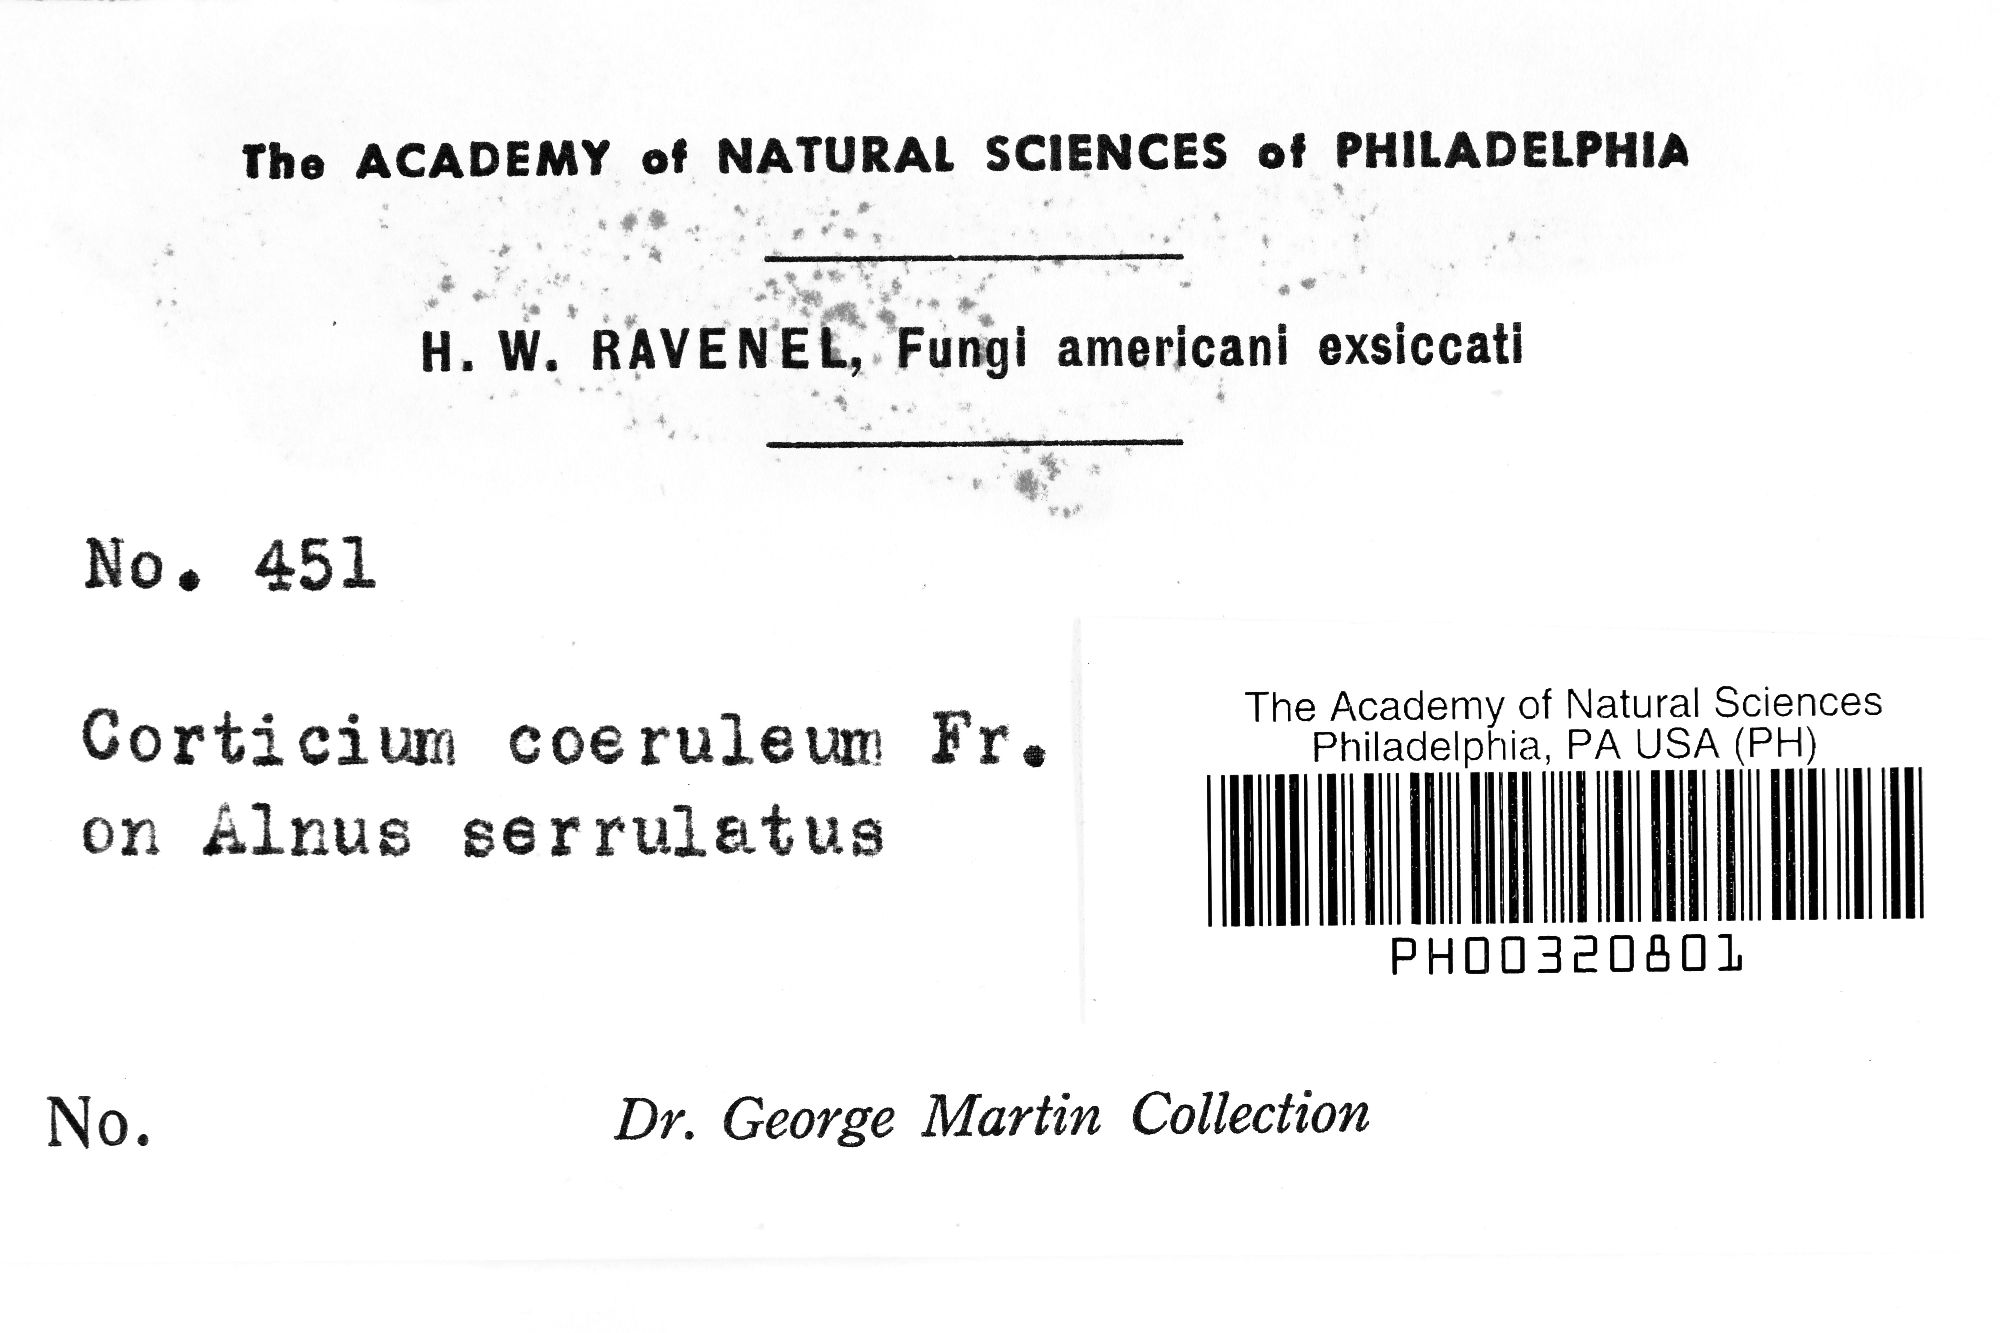 The ACADEMY of NATURAL SCIENCES of PHILADELPHIA
H. W. RAVENEL, Fungi americani exsiccati
No. 451
Corticium coeruleum Fr.
on Alnus serrulatus
The Academy of Natural Sciences
Philadelphia, PA USA (PH)
PH00320801
No. Dr. George Martin Collection